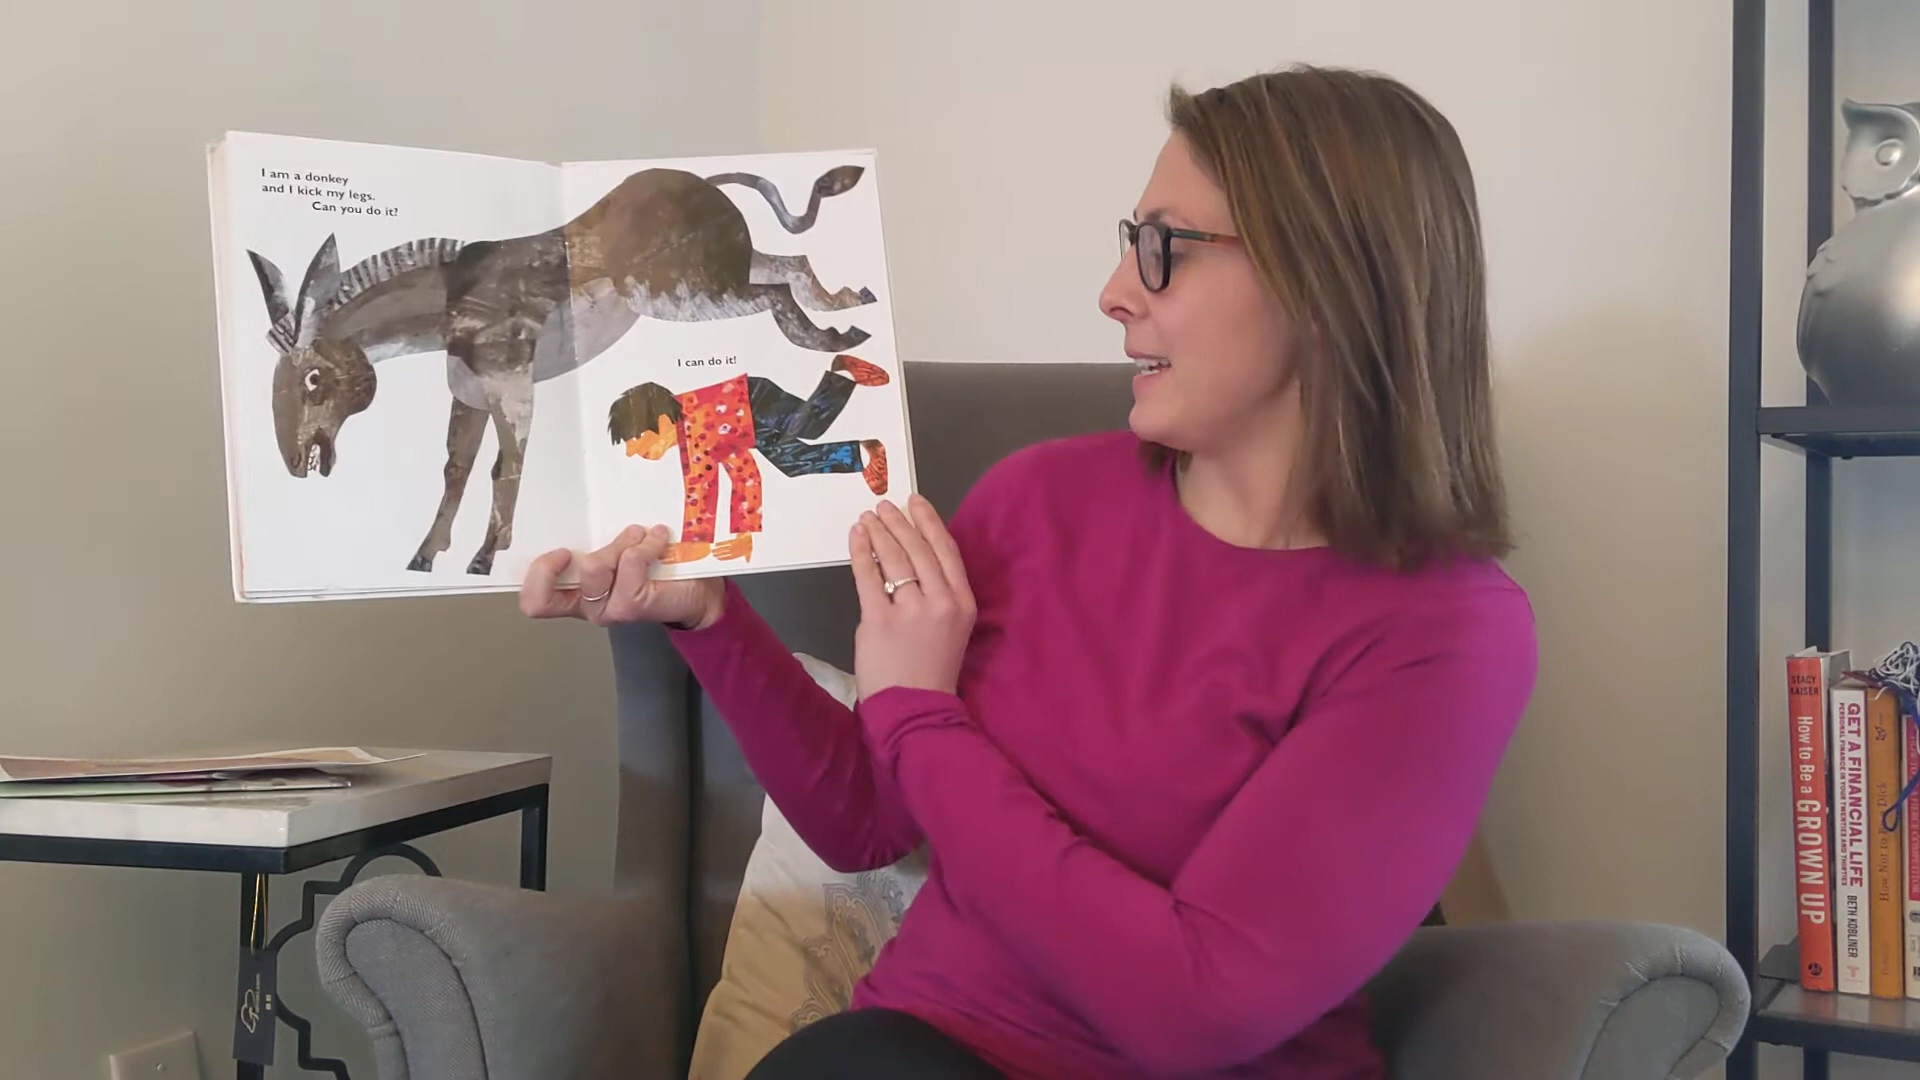 I am a donkey
and I kick my legs.
Can you do it?
I can do it!
STACY
KAISER
How to Be a GROWN UP
GET A FINANCIAL LIFE
PERSONAL FINANCE IN YOUR TWENTIES AND THIRTIES
BETH KOBLINER